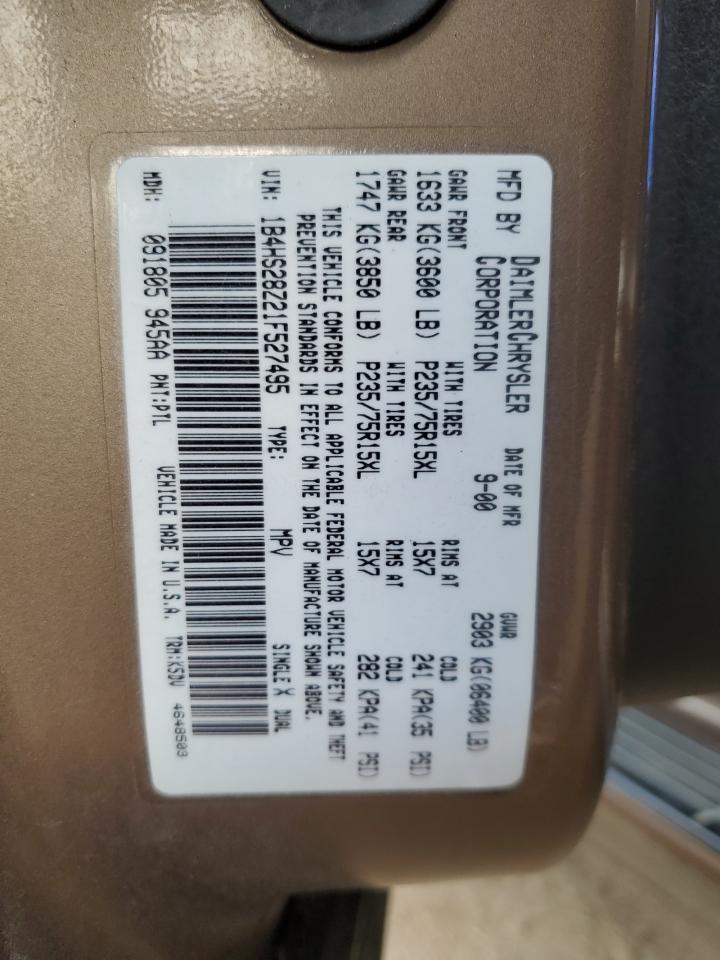 MFD BY DAIMLERCHRYSLER CORPORATION DATE OF MFR 9-00 GVWR 2903 KG(06400 LB)
GAWR FRONT WITH TIRES RIMS AT COLD
1633 KG(3600 LB) P235/75R15XL 15X7 241 KPA(35 PSI)
GAWR REAR WITH TIRES RIMS AT COLD
1747 KG(3850 LB) P235/75R15XL 15X7 282 KPA(41 PSI)
THIS VEHICLE CONFORMS TO ALL APPLICABLE FEDERAL MOTOR VEHICLE SAFETY AND THEFT
PREVENTION STANDARDS IN EFFECT ON THE DATE OF MANUFACTURE SHOWN ABOVE.
VIN: 1B4HS28Z21F527495 TYPE: MPV SINGLE X DUAL
MDH: 091805 945AA PNT:PTL VEHICLE MADE IN U.S.A. TRM:K5DV 4648503